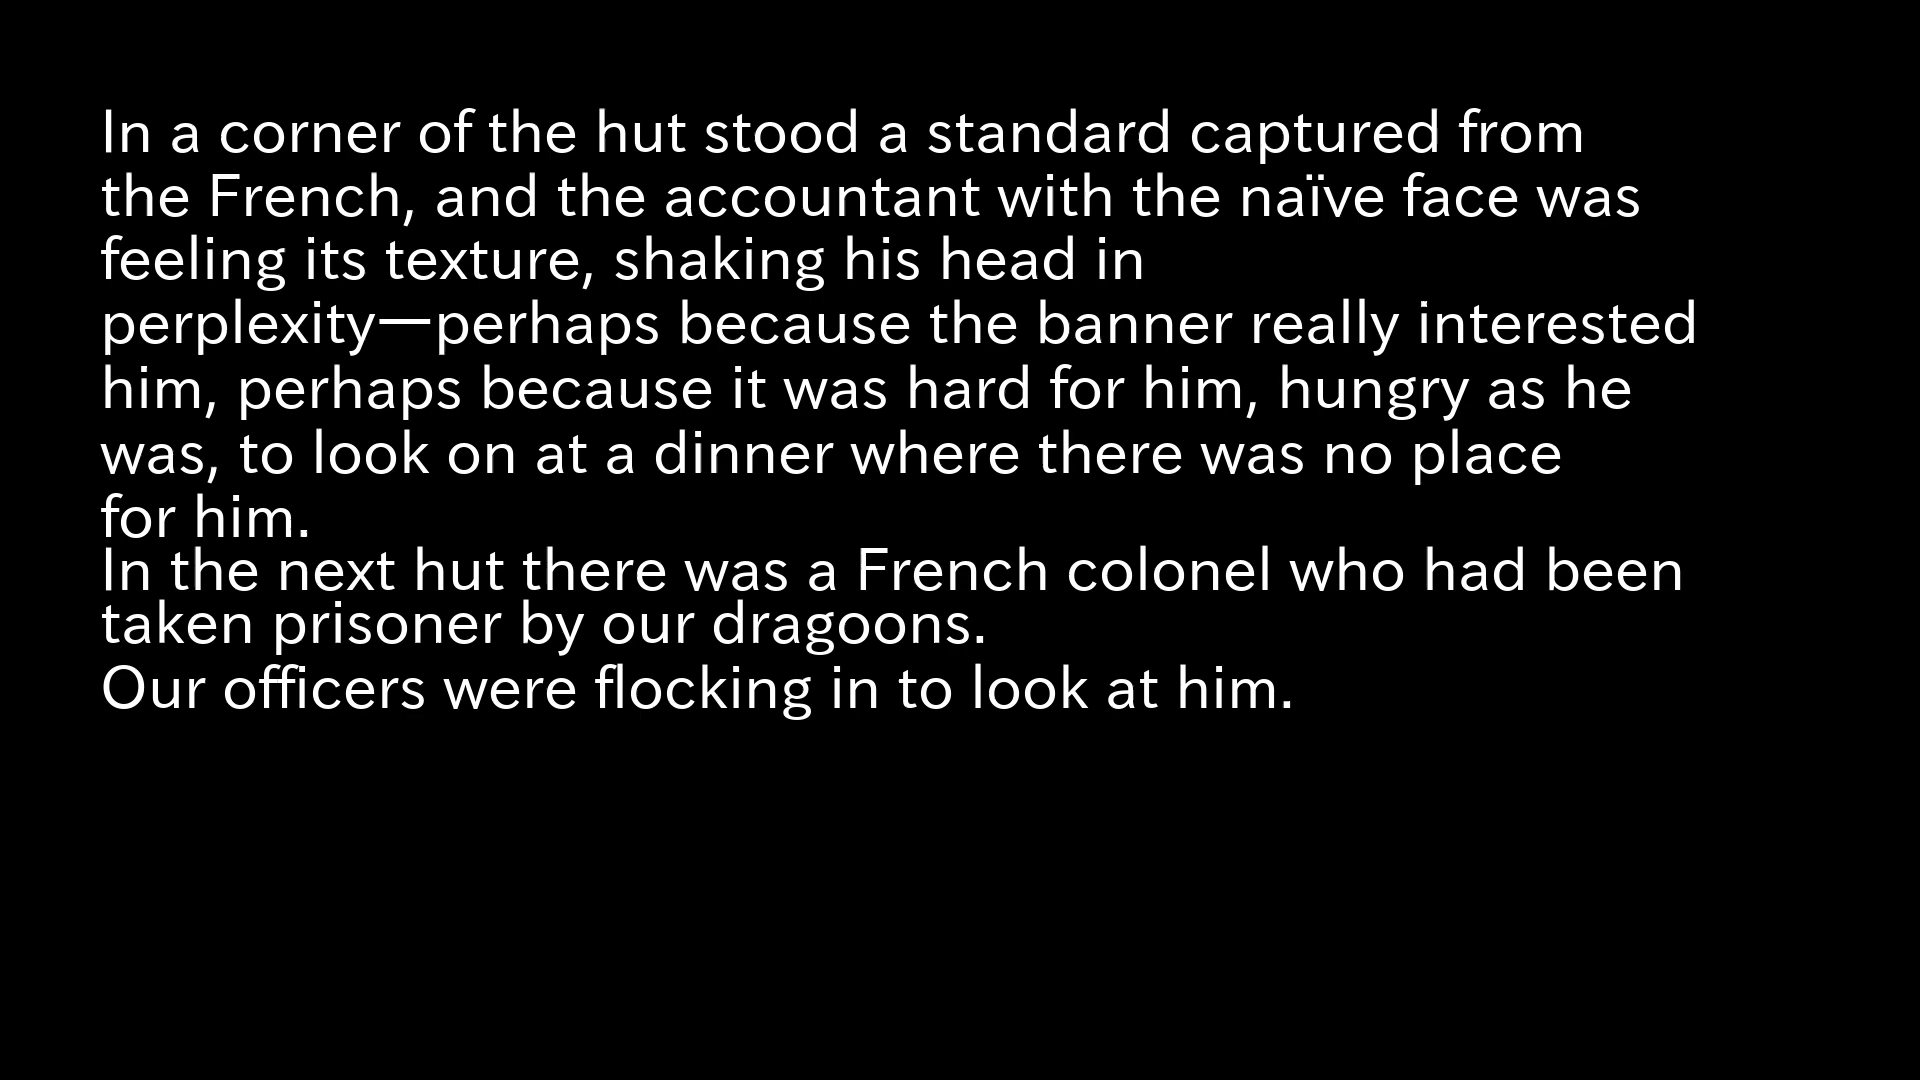 In a corner of the hut stood a standard captured from
the French, and the accountant with the naïve face was
feeling its texture, shaking his head in
perplexity—perhaps because the banner really interested
him, perhaps because it was hard for him, hungry as he
was, to look on at a dinner where there was no place
for him.
In the next hut there was a French colonel who had been
taken prisoner by our dragoons.
Our officers were flocking in to look at him.